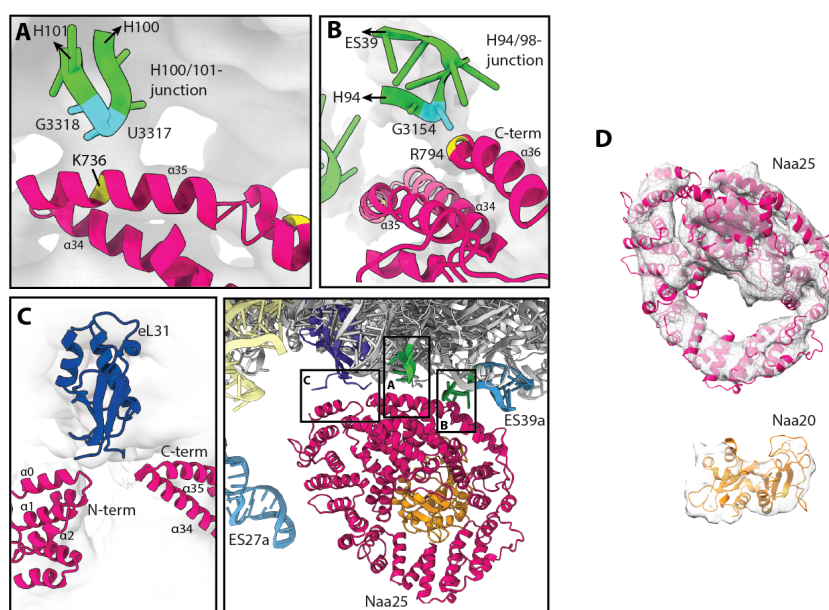 A
H101
H100
H100/101-
junction
G3318
U3317
K736
α35
α34
B
ES39
H94/98-
junction
H94
G3154
C-term
R794
α36
α34
α35
C
eL31
C-term
α0
α35
α1
N-term
α2
α34
C
A
B
ES39a
ES27a
Naa25
D
Naa25
Naa20